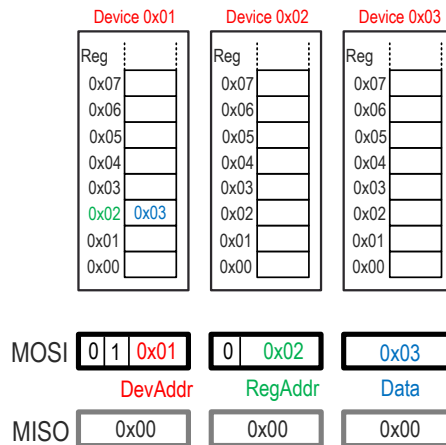 Device 0x01 Device 0x02 Device 0x03
Reg Reg Reg
0x07 0x07 0x07
0x06 0x06 0x06
0x05 0x05 0x05
0x04 0x04 0x04
0x03 0x03 0x03
0x02 0x03 0x02 0x02
0x01 0x01 0x01
0x00 0x00 0x00
MOSI 0 1 0x01 0 0x02 0x03
DevAddr RegAddr Data
MISO 0x00 0x00 0x00